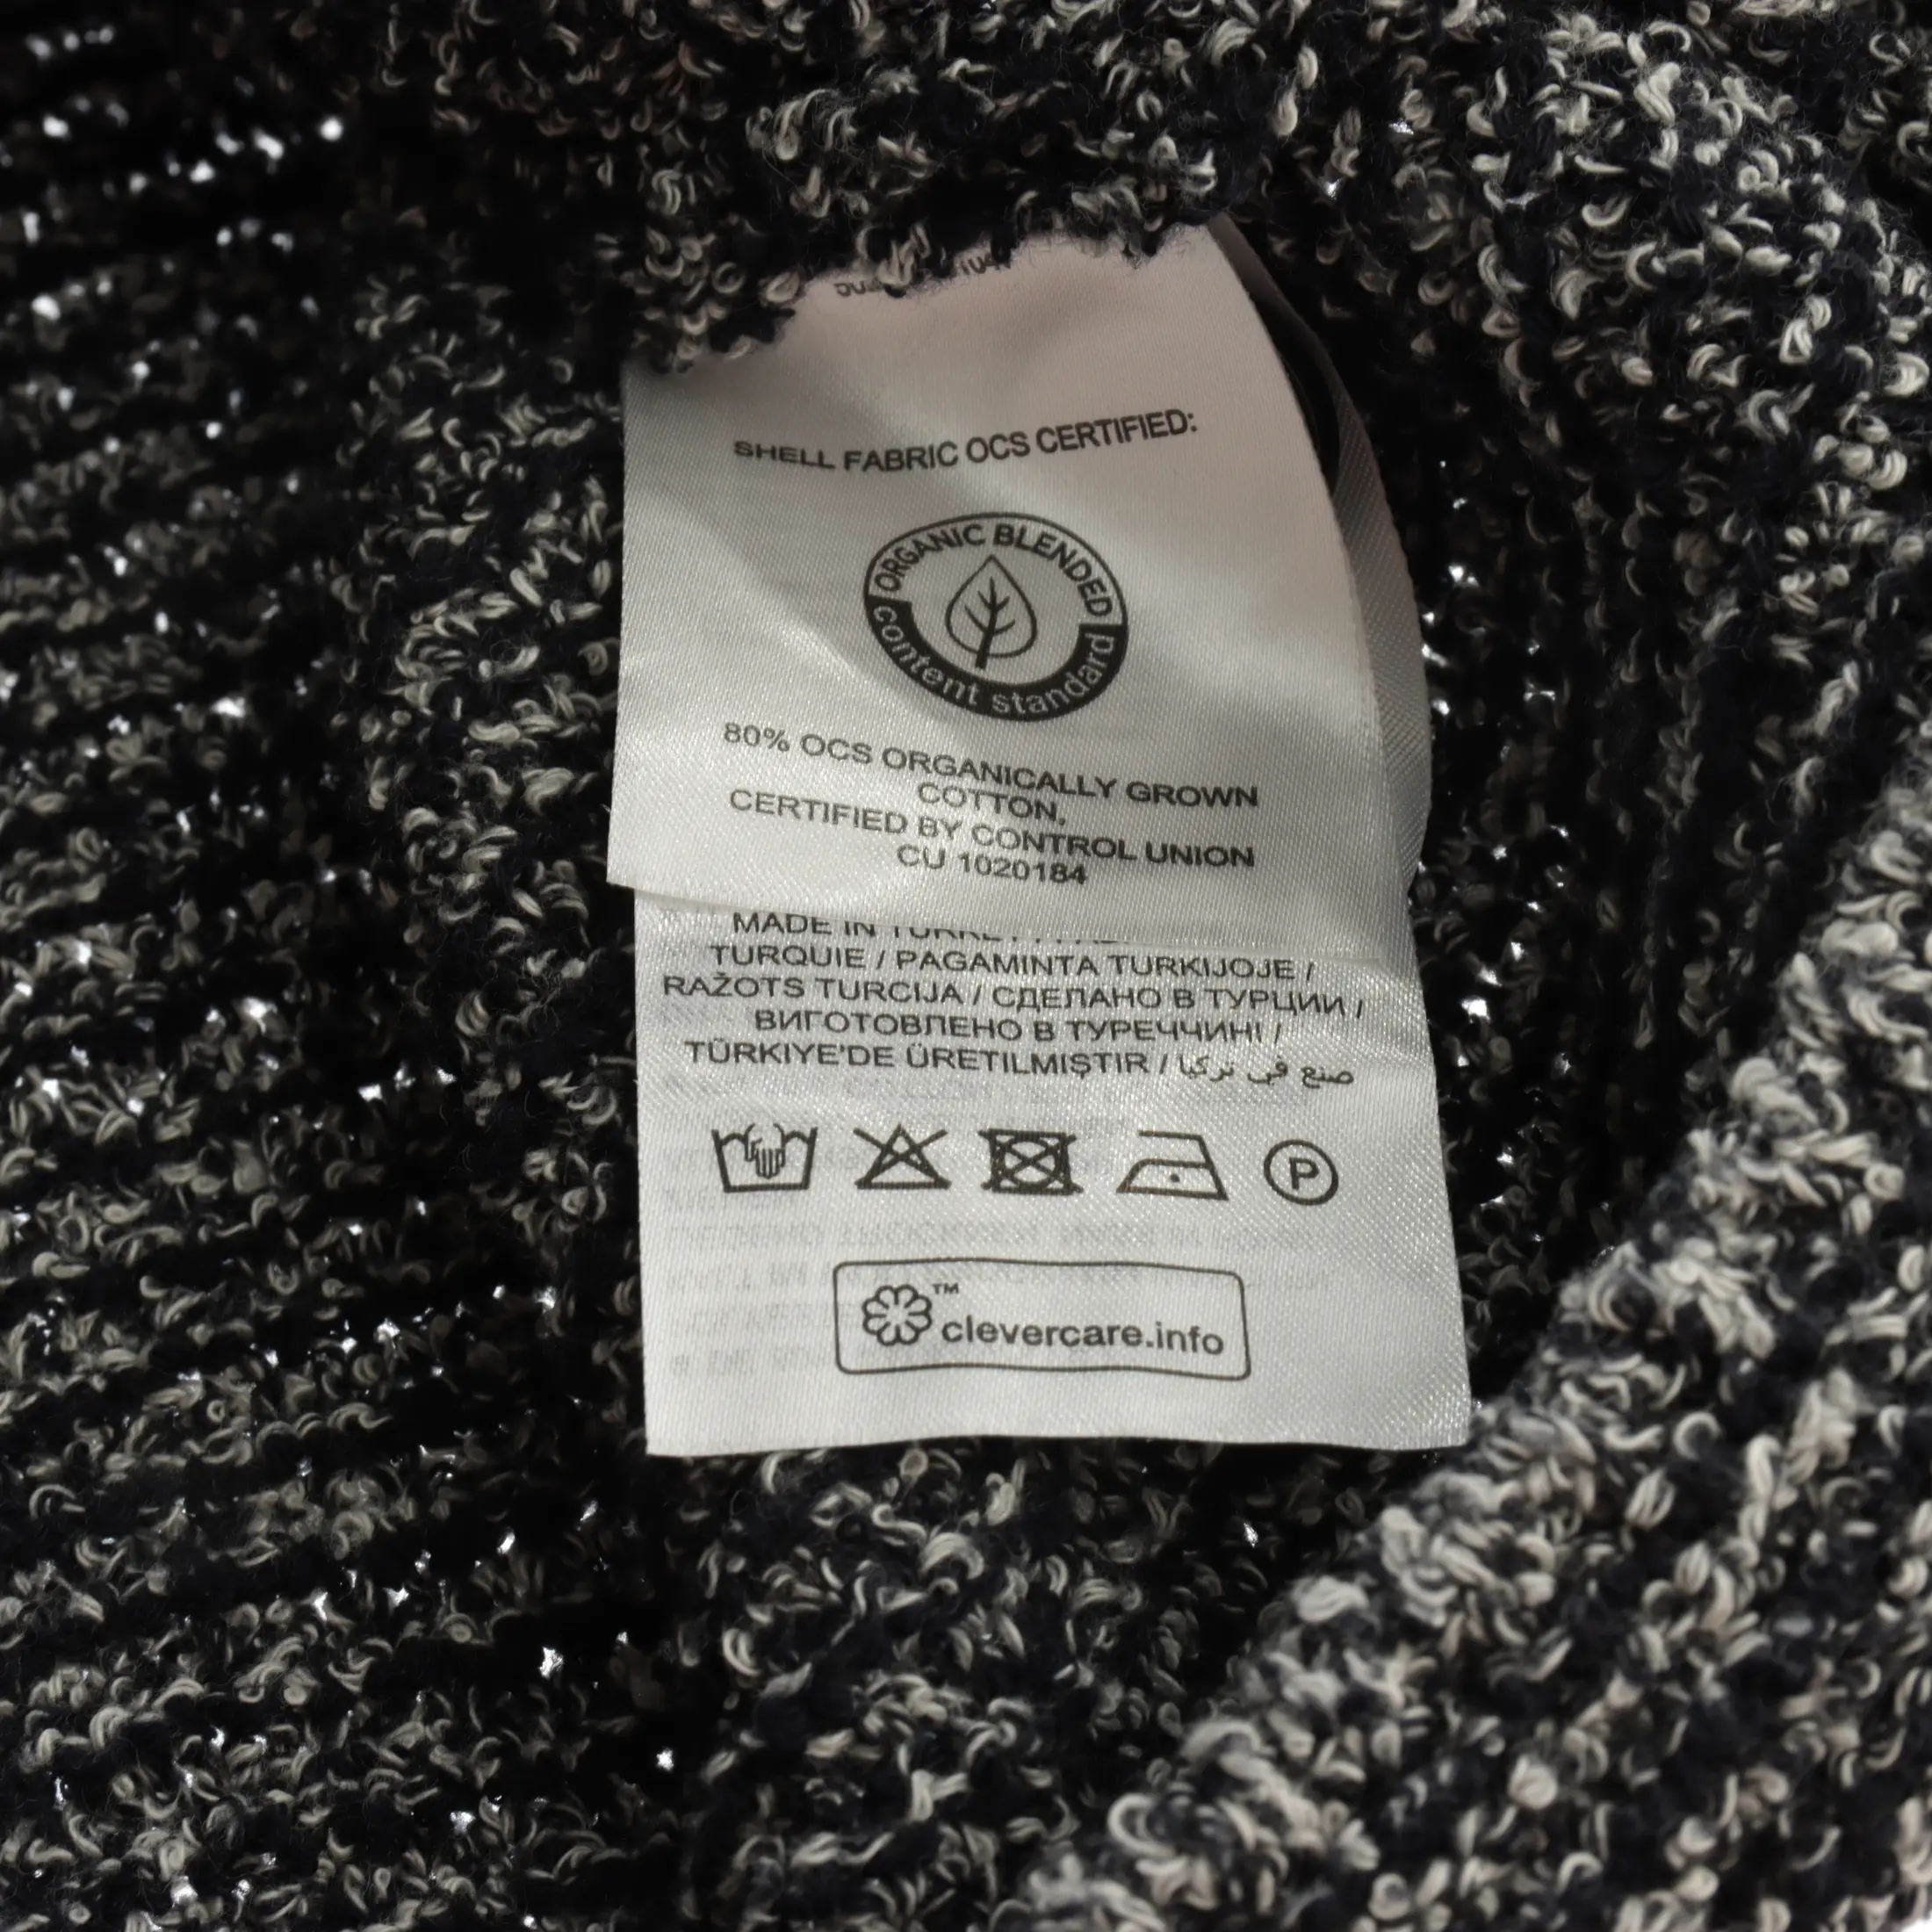 SHELL FABRIC OCS CERTIFIED:
ORGANIC BLENDED
content standard
80% OCS ORGANICALLY GROWN
COTTON,
CERTIFIED BY CONTROL UNION
CU 1020184
MADE IN
TURQUIE / PAGAMINTA TURKIJOJE /
RAŽOTS TURCIJA / СДЕЛАНО В ТУРЦИИ /
ВИГОТОВЛЕНО В ТУРЕЧЧИНІ /
TÜRKIYE'DE ÜRETILMIŞTIR / صنع في تركيا
P
™
clevercare.info